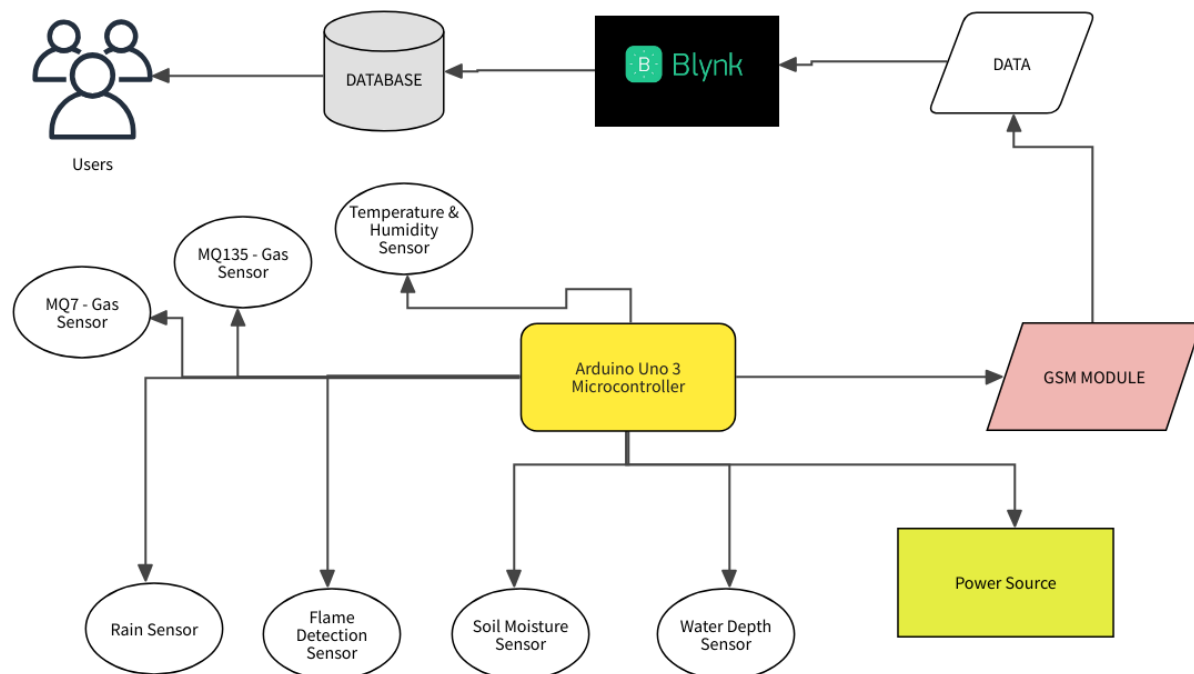 DATABASE
B
Blynk
DATA
Users
Temperature &
Humidity
Sensor
MQ135 - Gas
Sensor
MQ7 - Gas
Sensor
Arduino Uno 3
Microcontroller
GSM MODULE
Power Source
Rain Sensor
Flame
Detection
Sensor
Soil Moisture
Sensor
Water Depth
Sensor